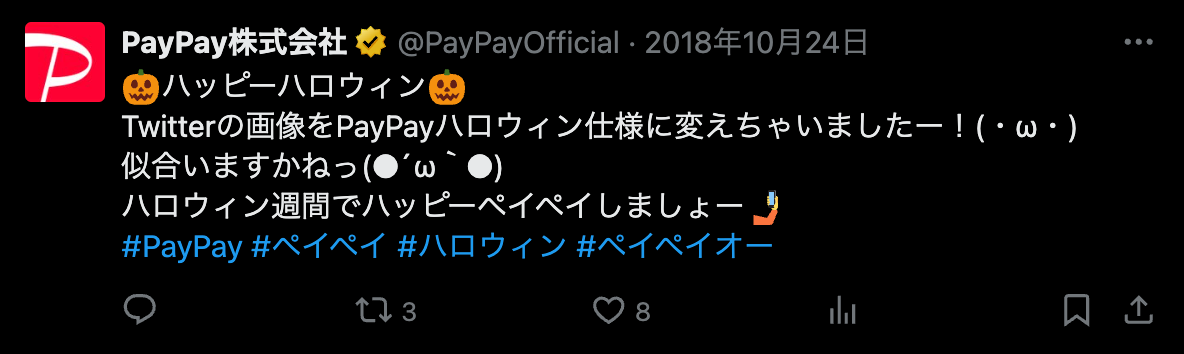 PayPay株式会社 @PayPayOfficial · 2018年10月24日
🎃ハッピーハロウィン🎃
Twitterの画像をPayPayハロウィン仕様に変えちゃいましたー！(・ω・)
似合いますかねっ(●´ω｀●)
ハロウィン週間でハッピーペイペイしましょー🤳
#PayPay #ペイペイ #ハロウィン #ペイペイオー
3 8